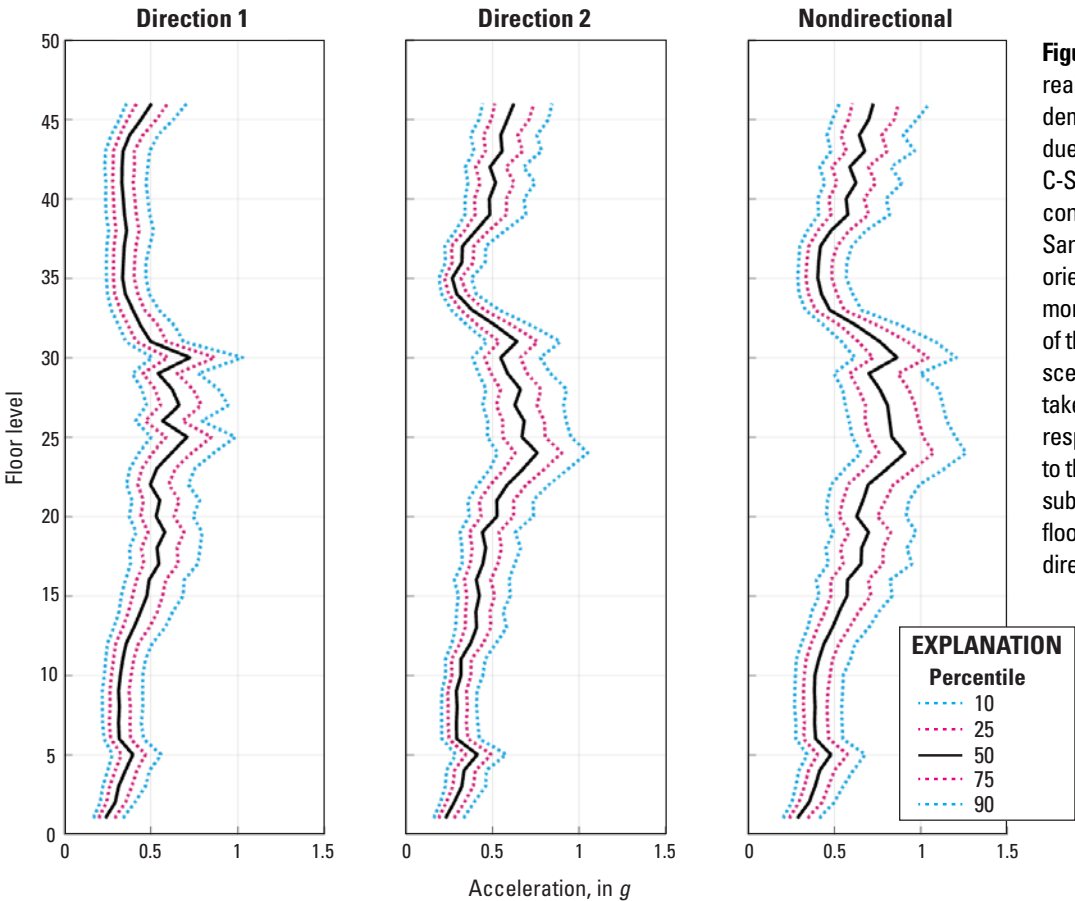 Direction 1
Direction 2
Nondirectional
50
45
40
35
30
25
20
15
10
5
0
Floor level
0 0.5 1 1.5
0 0.5 1 1.5
0 0.5 1 1.5
Acceleration, in g
EXPLANATION
Percentile
10
25
50
75
90
Figu
rea
den
due
C-S
con
San
orie
mor
of th
sce
take
resp
to th
sub
floo
dire